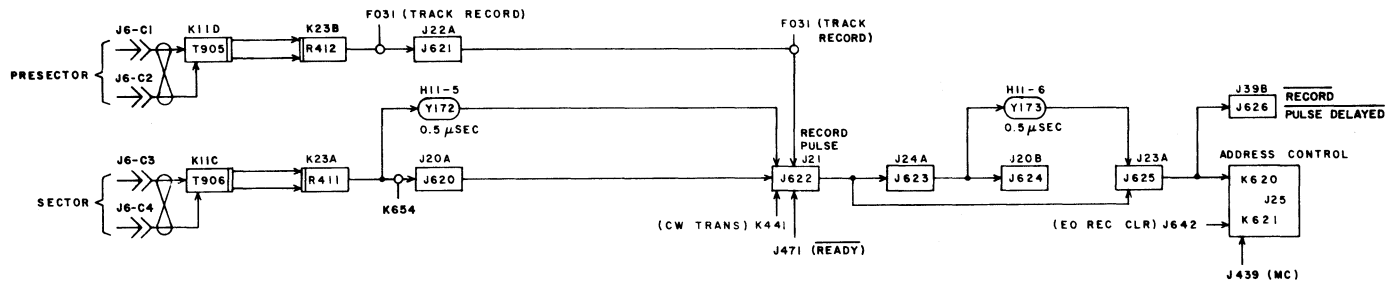 FO31 (TRACK RECORD)
FO31 (TRACK
RECORD)
J6-C1
K11D
K23B
J22A
T905
R412
J621
PRESECTOR
J6-C2
H11-5
Y172
0.5 μSEC
H11-6
Y173
0.5 μSEC
J39B
J626
RECORD
PULSE DELAYED
RECORD
PULSE
J6-C3
K11C
K23A
J20A
J21
J24A
J20B
J23A
ADDRESS CONTROL
T906
R411
J620
J622
J623
J624
J625
K620
J25
K621
SECTOR
J6-C4
K654
(CW TRANS) K441
J471 (READY)
(EO REC CLR) J642
J439 (MC)